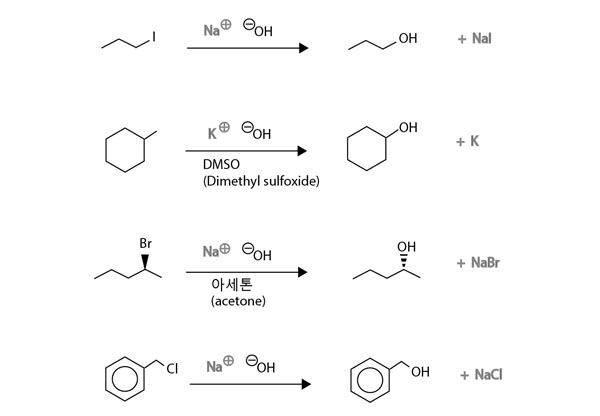 I Na⊕ ⊖OH OH + NaI
K⊕ ⊖OH OH + K
DMSO
(Dimethyl sulfoxide)
Br Na⊕ ⊖OH OH + NaBr
아세톤
(acetone)
Cl Na⊕ ⊖OH OH + NaCl